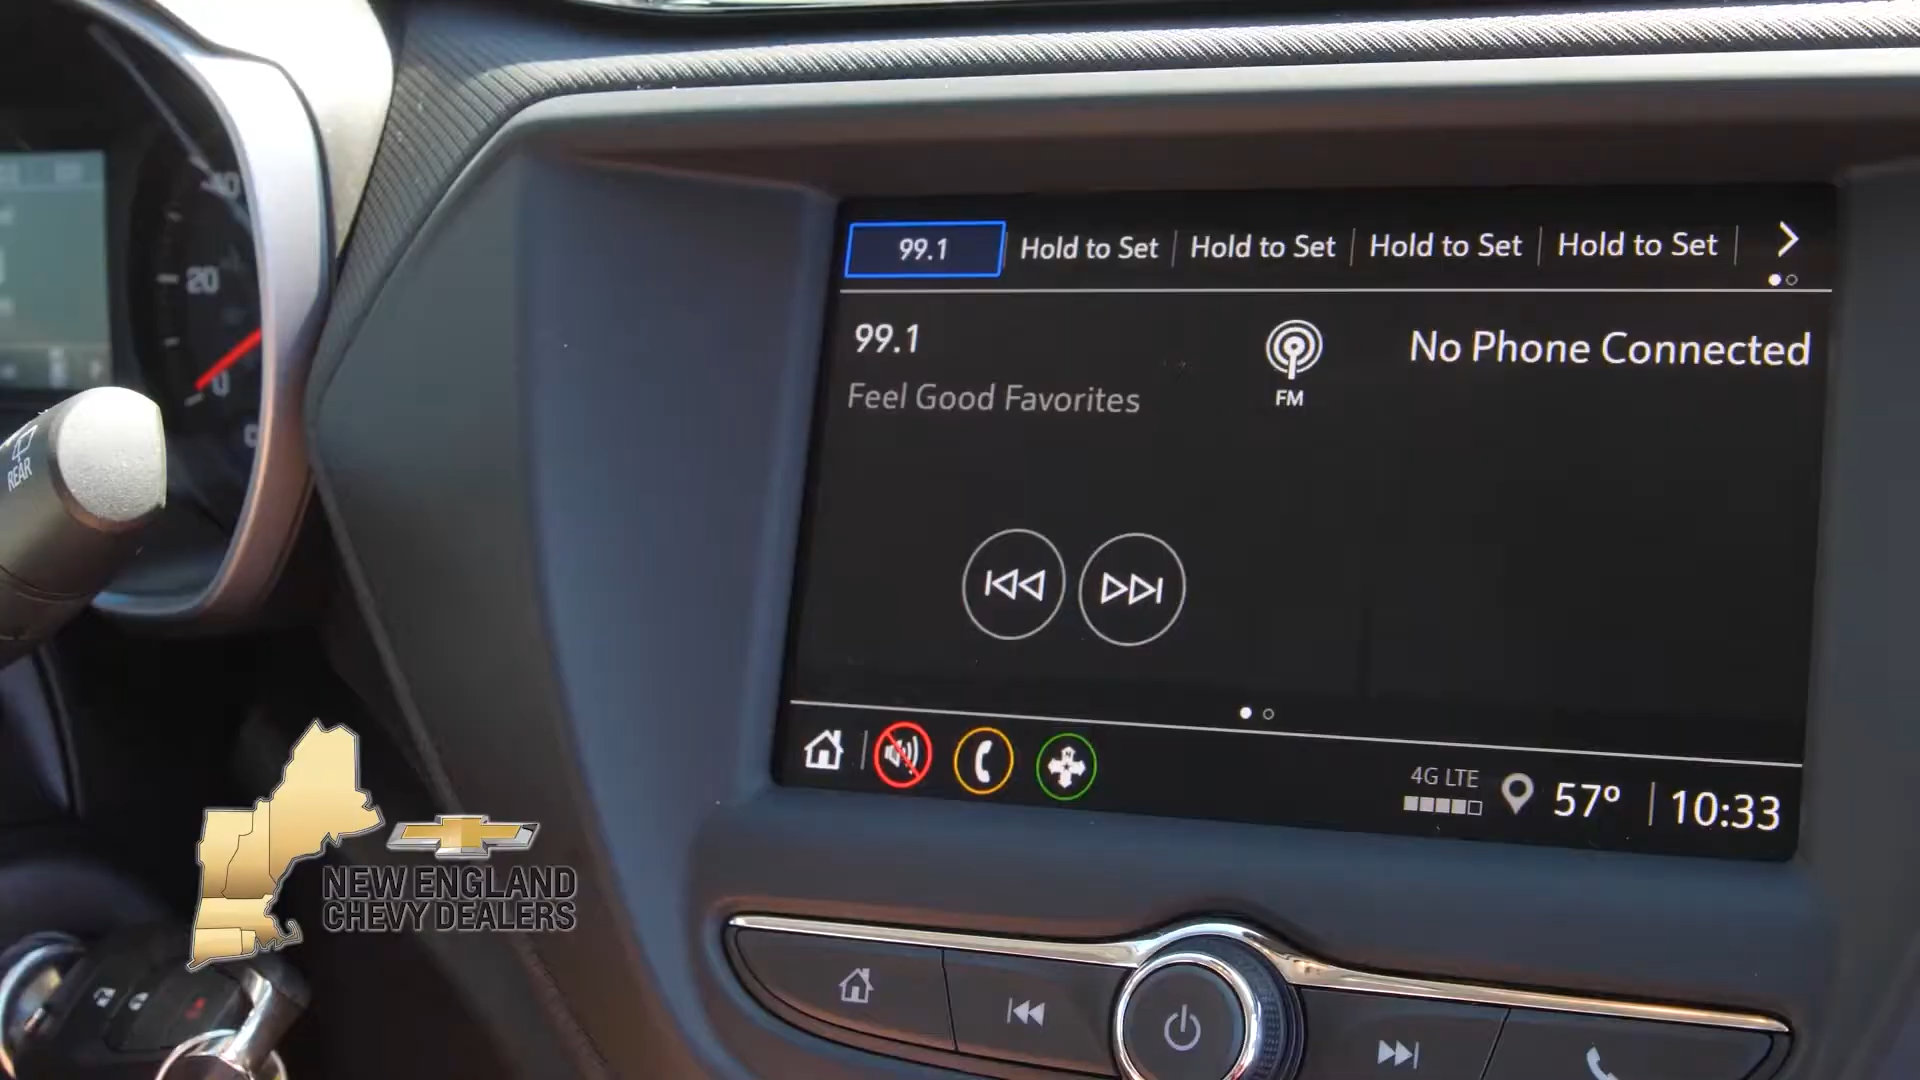 99.1
Hold to Set
Hold to Set
Hold to Set
Hold to Set
99.1
Feel Good Favorites
FM
No Phone Connected
4G LTE
57°
10:33
20
0
REAR
NEW ENGLAND
CHEVY DEALERS